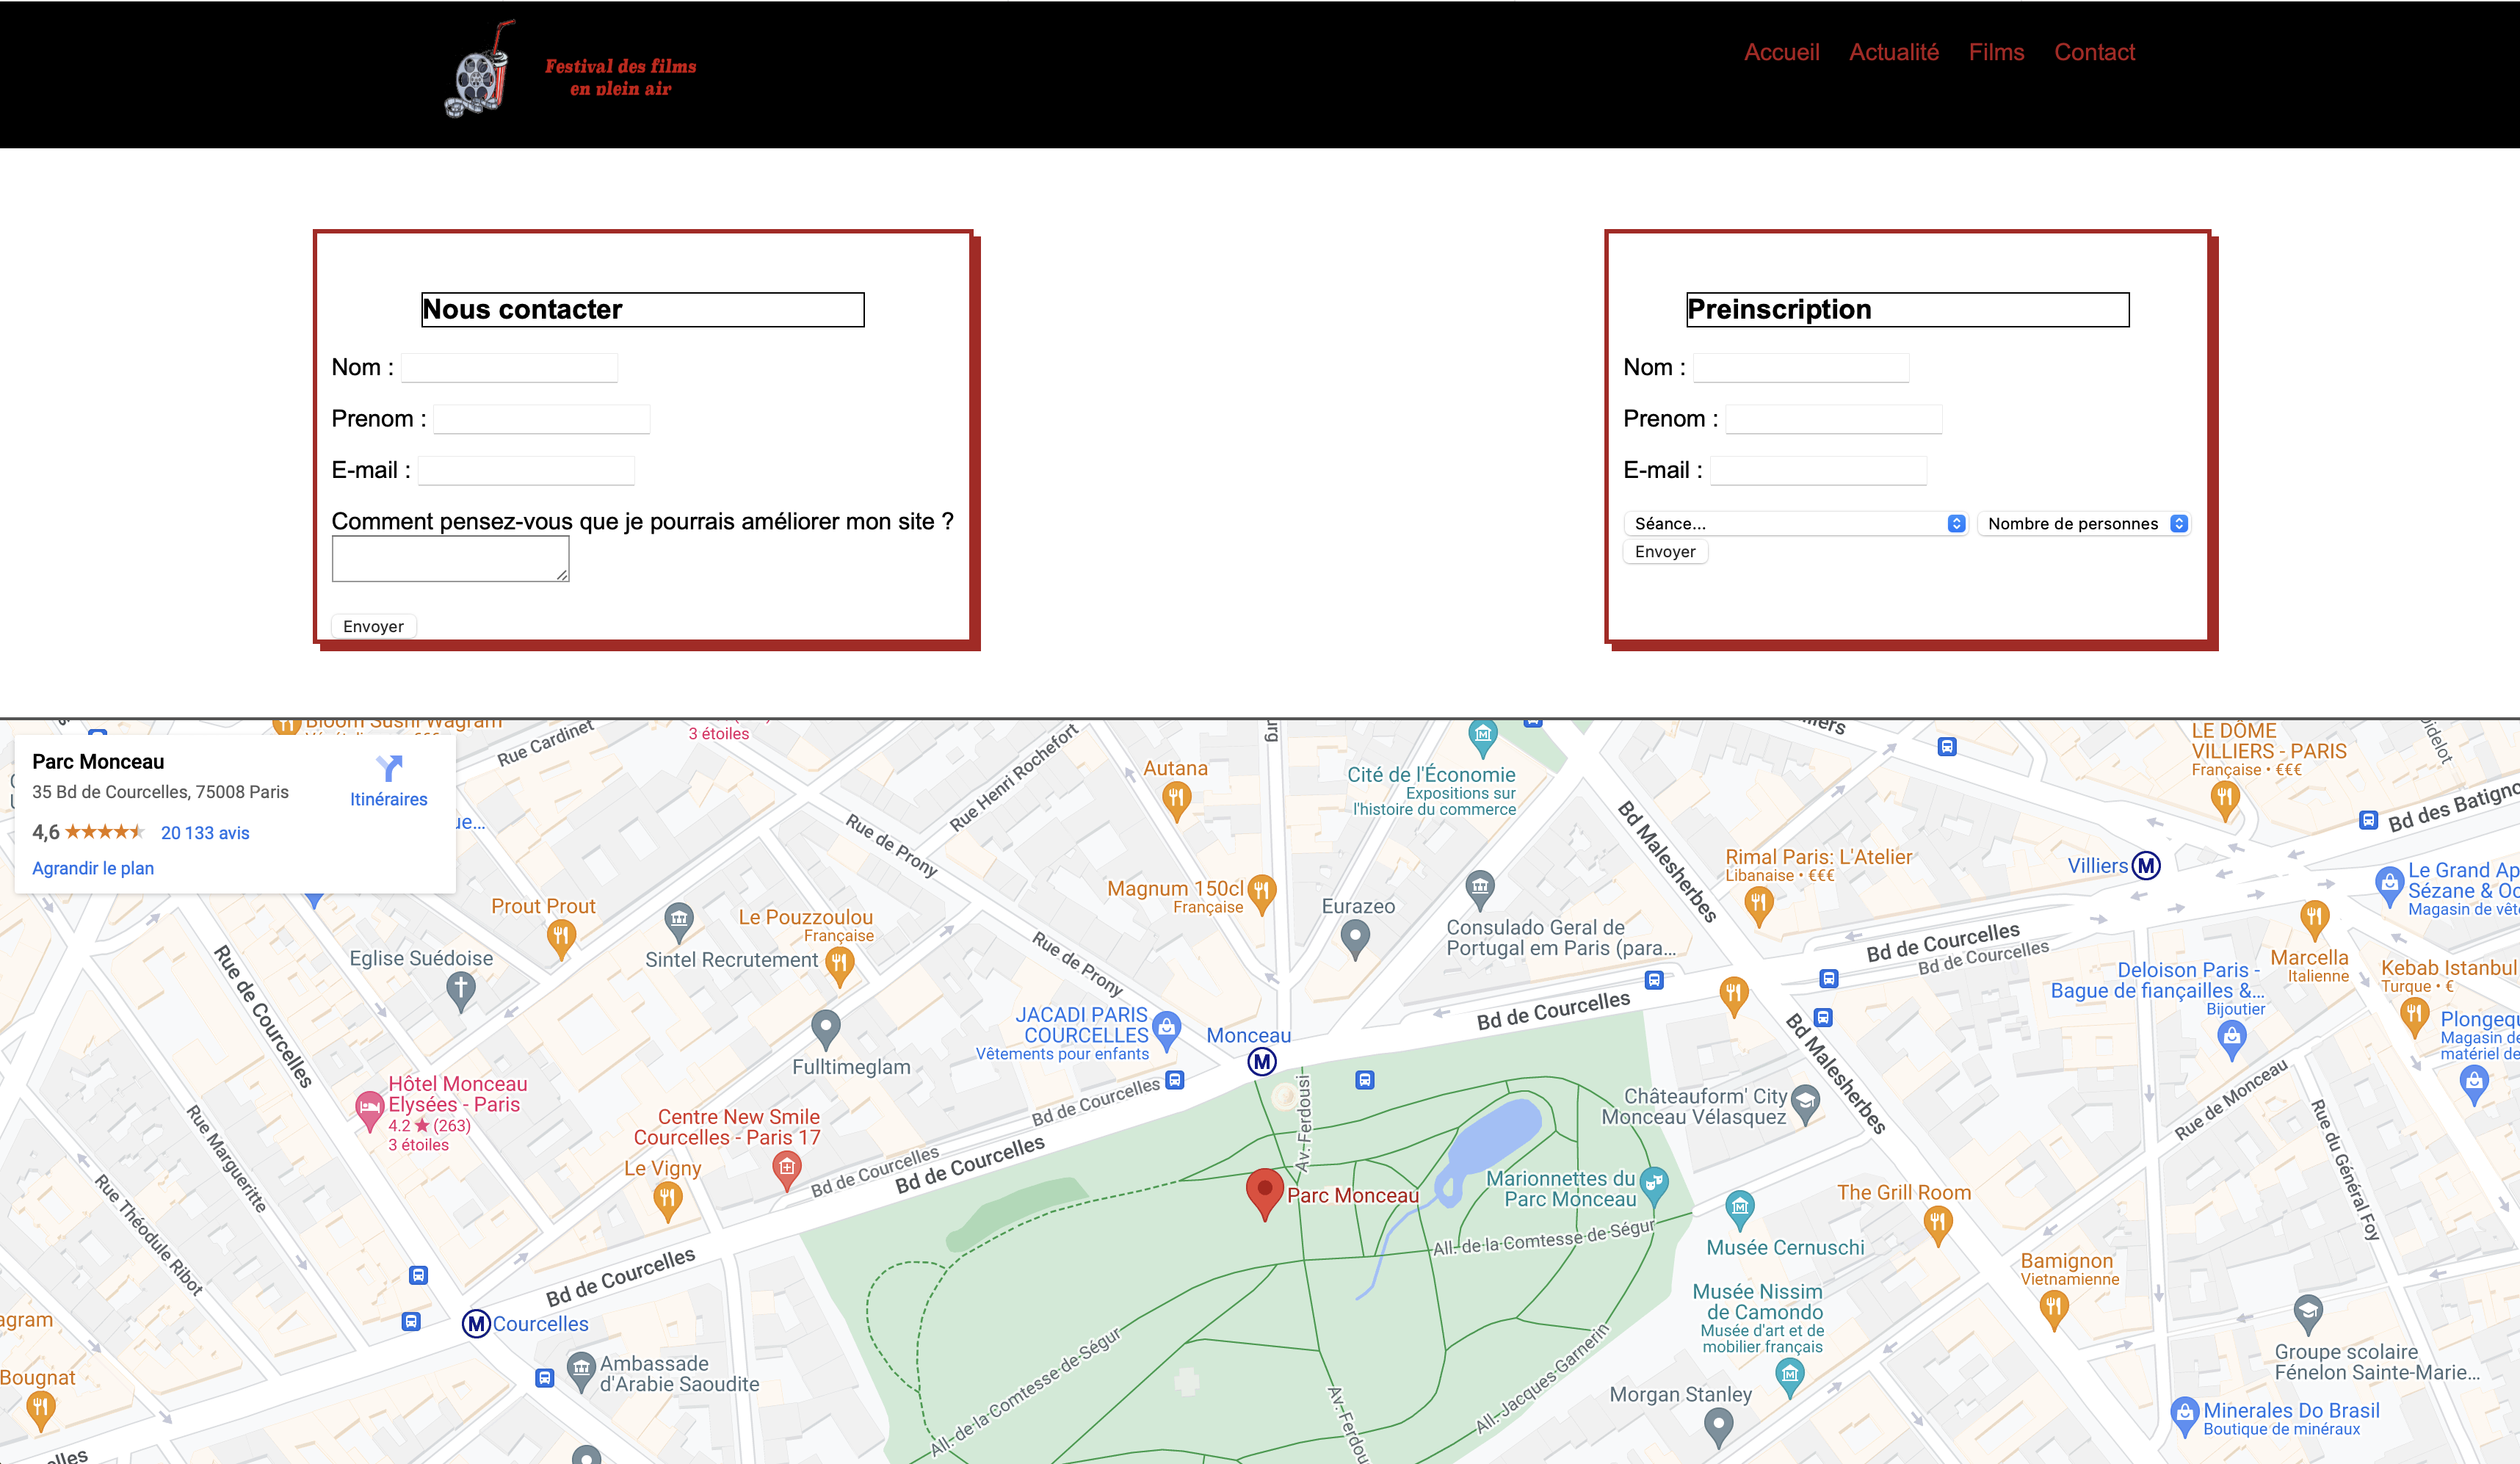 Festival des films
en plein air
Accueil
Actualité
Films
Contact
Nous contacter
Nom :
Prenom :
E-mail :
Comment pensez-vous que je pourrais améliorer mon site ?
Envoyer
Preinscription
Nom :
Prenom :
E-mail :
Séance...
Nombre de personnes
Envoyer
Parc Monceau
35 Bd de Courcelles, 75008 Paris
4,6
20 133 avis
Agrandir le plan
Itinéraires
Bloom Sushi Wagram
Rue Cardinet
3 étoiles
Rue Henri Rochefort
Autana
Cité de l'Économie
Expositions sur
l'histoire du commerce
LE DÔME
VILLIERS - PARIS
Française • €€€
Bd des Batigno
Rue de Prony
Bd Malesherbes
Rimal Paris: L'Atelier
Libanaise • €€€
Villiers
M
Le Grand Ap
Sézane & Oc
Magasin de vêt
Prout Prout
Le Pouzzoulou
Française
Magnum 150cl
Française
Eurazeo
Consulado Geral de
Portugal em Paris (para...
Bd de Courcelles
Bd de Courcelles
Marcella
Italienne
Kebab Istanbul
Turque • €
Eglise Suédoise
Sintel Recrutement
Rue de Prony
Deloison Paris -
Bague de fiançailles &...
Bijoutier
Rue de Courcelles
JACADI PARIS
COURCELLES
Vêtements pour enfants
Monceau
M
Bd de Courcelles
Bd Malesherbes
Plongequ
Magasin de
matériel de
Fulltimeglam
Hôtel Monceau
Elysées - Paris
4.2 ★ (263)
3 étoiles
Bd de Courcelles
Av. Ferdousi
Châteauform' City
Monceau Vélasquez
Rue de Monceau
Rue du Général Foy
Rue Margueritte
Centre New Smile
Courcelles - Paris 17
Bd de Courcelles
Bd de Courcelles
Le Vigny
Parc Monceau
Marionnettes du
Parc Monceau
The Grill Room
Rue Théodule Ribot
All. de la Comtesse de Ségur
Musée Cernuschi
Bamignon
Vietnamienne
Bd de Courcelles
Musée Nissim
de Camondo
Musée d'art et de
mobilier français
agram
M
Courcelles
Groupe scolaire
Fénelon Sainte-Marie...
Bougnat
Ambassade
d'Arabie Saoudite
All. de la Comtesse de Ségur
Av. Ferdou
All. Jacques Garnerin
Morgan Stanley
Minerales Do Brasil
Boutique de minéraux
elles